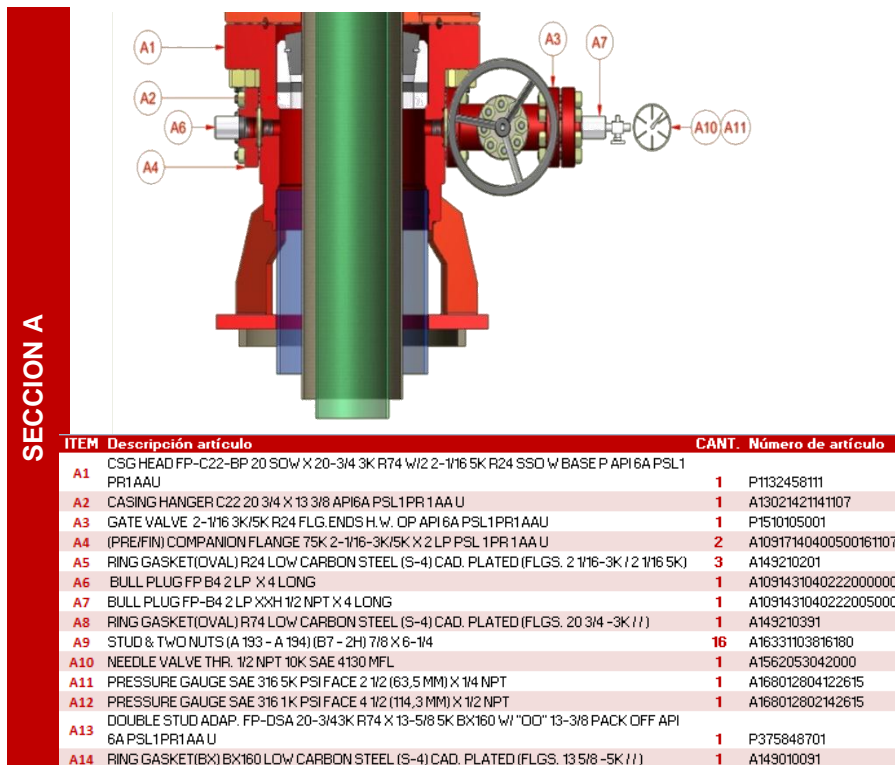 SECCION A
A1
A2
A6
A4
A3
A7
A10
A11
ITEM Descripción artículo CANT. Número de artículo
A1 CSG HEAD FP-C22-BP 20 SOW X 20-3/4 3K R74 W/2 2-1/16 5K R24 SSO W BASE P API 6A PSL1
PR1 AAU 1 P1132458111
A2 CASING HANGER C22 20 3/4 X 13 3/8 API6A PSL1 PR 1 AA U 1 A13021421141107
A3 GATE VALVE 2-1/16 3K/5K R24 FLG.ENDS H.W. OP API 6A PSL1 PR1 AAU 1 P1510105001
A4 (PRE/FIN) COMPANION FLANGE 75K 2-1/16-3K/5K X 2 LP PSL 1 PR1 AA U 2 A10917140400500161107
A5 RING GASKET(OVAL) R24 LOW CARBON STEEL (S-4) CAD. PLATED (FLGS. 2 1/16-3K / 2 1/16 5K) 3 A149210201
A6 BULL PLUG FP B4 2 LP X 4 LONG 1 A1091431040222000000
A7 BULL PLUG FP-B4 2 LP XXH 1/2 NPT X 4 LONG 1 A1091431040222005000
A8 RING GASKET(OVAL) R74 LOW CARBON STEEL (S-4) CAD. PLATED (FLGS. 20 3/4 -3K / / ) 1 A149210391
A9 STUD & TWO NUTS (A 193 - A 194) (B7 - 2H) 7/8 X 6-1/4 16 A16331103816180
A10 NEEDLE VALVE THR. 1/2 NPT 10K SAE 4130 MFL 1 A1562053042000
A11 PRESSURE GAUGE SAE 316 5K PSI FACE 2 1/2 (63,5 MM) X 1/4 NPT 1 A168012804122615
A12 PRESSURE GAUGE SAE 316 1K PSI FACE 4 1/2 (114,3 MM) X 1/2 NPT 1 A168012802142615
A13 DOUBLE STUD ADAP. FP-DSA 20-3/4 3K R74 X 13-5/8 5K BX160 W/ "OO" 13-3/8 PACK OFF API
6A PSL1 PR1 AA U 1 P375848701
A14 RING GASKET(BX) BX160 LOW CARBON STEEL (S-4) CAD. PLATED (FLGS. 13 5/8 -5K / / ) 1 A149010091